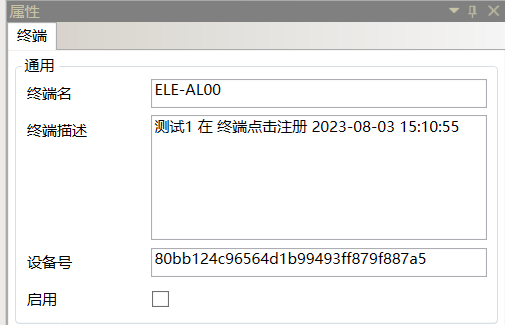 属性
终端
通用
终端名
ELE-AL00
终端描述
测试1 在 终端点击注册 2023-08-03 15:10:55
设备号
80bb124c96564d1b99493ff879f887a5
启用